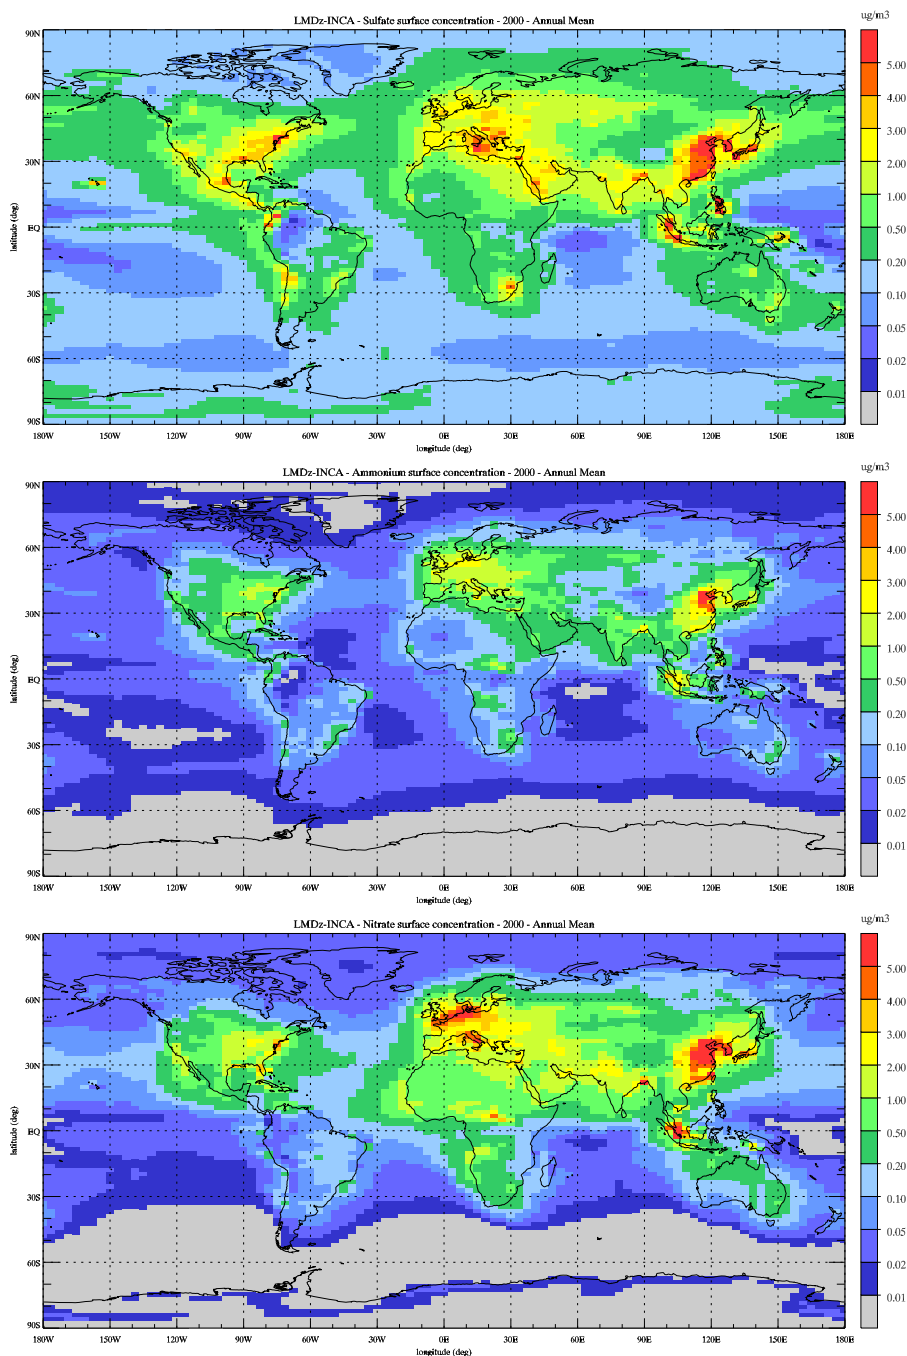 LMDz-INCA - Sulfate surface concentration - 2000 - Annual Mean
ug/m3
90N
60N
30N
EQ
30S
60S
90S
latitude (deg)
5.00
4.00
3.00
2.00
1.00
0.50
0.20
0.10
0.05
0.02
0.01
180W 150W 120W 90W 60W 30W 0E 30E 60E 90E 120E 150E 180E
longitude (deg)
LMDz-INCA - Ammonium surface concentration - 2000 - Annual Mean
ug/m3
90N
60N
30N
EQ
30S
60S
90S
latitude (deg)
5.00
4.00
3.00
2.00
1.00
0.50
0.20
0.10
0.05
0.02
0.01
180W 150W 120W 90W 60W 30W 0E 30E 60E 90E 120E 150E 180E
longitude (deg)
LMDz-INCA - Nitrate surface concentration - 2000 - Annual Mean
ug/m3
90N
60N
30N
EQ
30S
60S
90S
latitude (deg)
5.00
4.00
3.00
2.00
1.00
0.50
0.20
0.10
0.05
0.02
0.01
180W 150W 120W 90W 60W 30W 0E 30E 60E 90E 120E 150E 180E
longitude (deg)